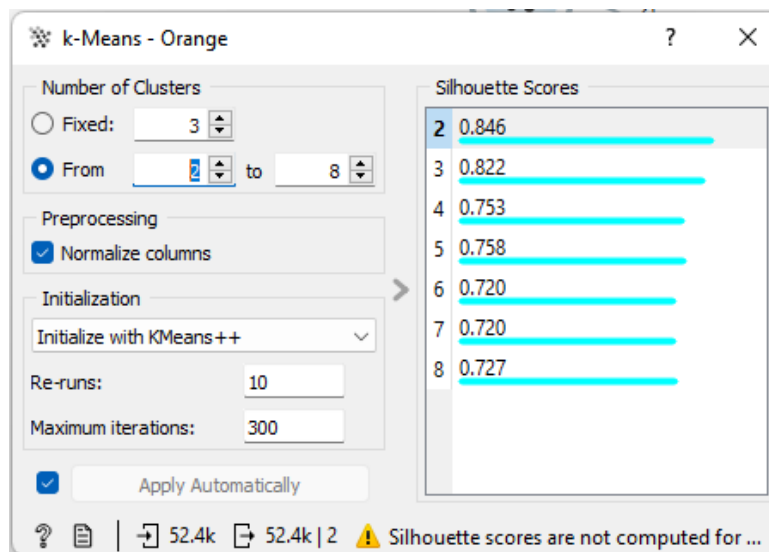 k-Means - Orange
Number of Clusters
Fixed: 3
From 2 to 8
Preprocessing
Normalize columns
Initialization
Initialize with KMeans++
Re-runs: 10
Maximum iterations: 300
Apply Automatically
Silhouette Scores
2 0.846
3 0.822
4 0.753
5 0.758
6 0.720
7 0.720
8 0.727
? 52.4k 52.4k | 2 Silhouette scores are not computed for ...